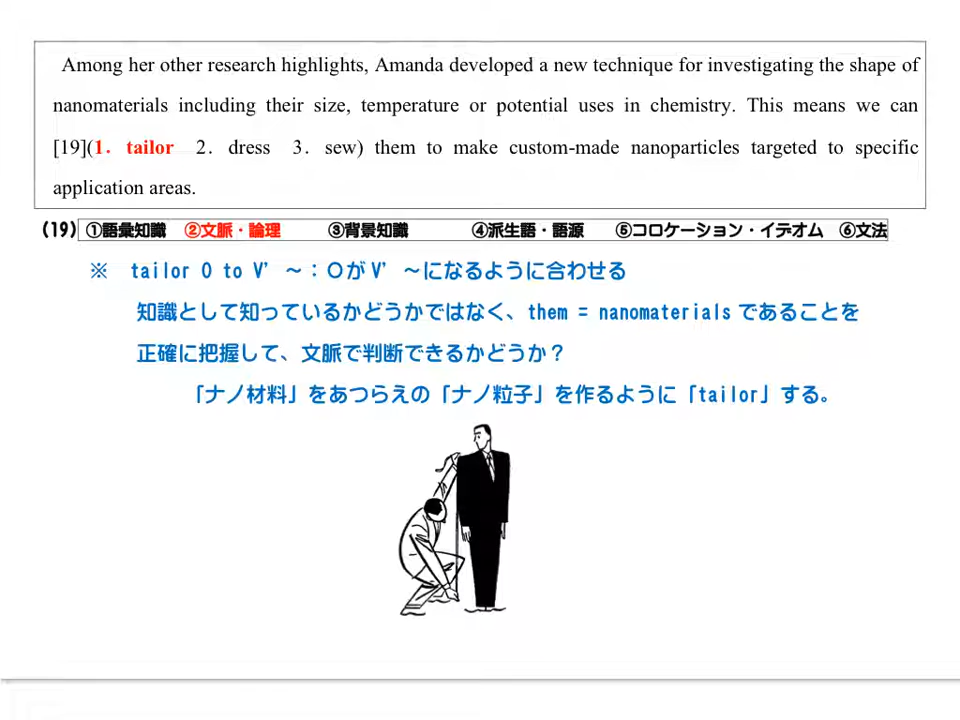 Among her other research highlights, Amanda developed a new technique for investigating the shape of
nanomaterials including their size, temperature or potential uses in chemistry. This means we can
[19](1. tailor 2. dress 3. sew) them to make custom-made nanoparticles targeted to specific
application areas.
(19) ①語彙知識 ②文脈・論理 ③背景知識 ④派生語・語源 ⑤コロケーション・イデオム ⑥文法
※ tailor O to V’ ～：ＯがV’ ～になるように合わせる
知識として知っているかどうかではなく、them = nanomaterials であることを
正確に把握して、文脈で判断できるかどうか？
「ナノ材料」をあつらえの「ナノ粒子」を作るように「tailor」する。